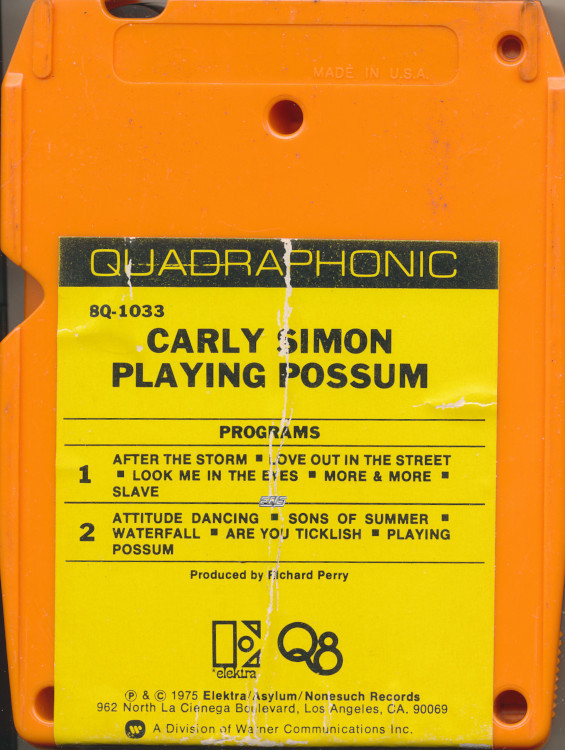 MADE IN U.S.A.
QUADRAPHONIC
8Q-1033
CARLY SIMON
PLAYING POSSUM
PROGRAMS
1 AFTER THE STORM ▪ LOVE OUT IN THE STREET
▪ LOOK ME IN THE EYES ▪ MORE & MORE ▪
SLAVE
2 ATTITUDE DANCING ▪ SONS OF SUMMER ▪
WATERFALL ▪ ARE YOU TICKLISH ▪ PLAYING
POSSUM
Produced by Richard Perry
elektra Q8
Ⓟ & © 1975 Elektra/Asylum/Nonesuch Records
962 North La Cienega Boulevard, Los Angeles, CA. 90069
A Division of Warner Communications Inc.